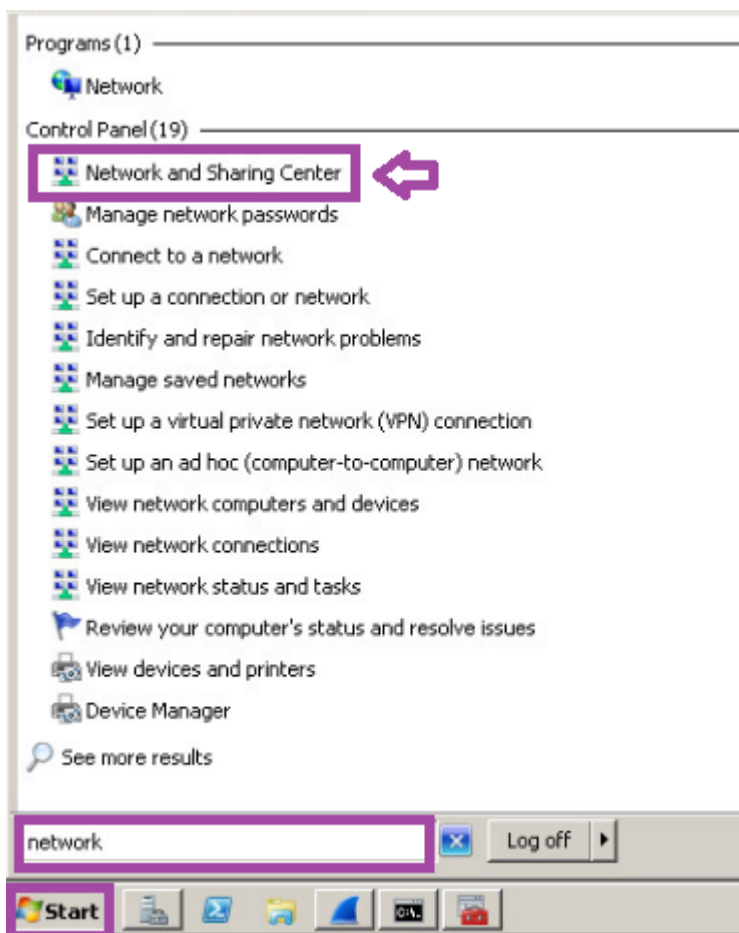 Programs (1)
Network
Control Panel (19)
Network and Sharing Center
Manage network passwords
Connect to a network
Set up a connection or network
Identify and repair network problems
Manage saved networks
Set up a virtual private network (VPN) connection
Set up an ad hoc (computer-to-computer) network
View network computers and devices
View network connections
View network status and tasks
Review your computer's status and resolve issues
View devices and printers
Device Manager
See more results
network
Log off
Start